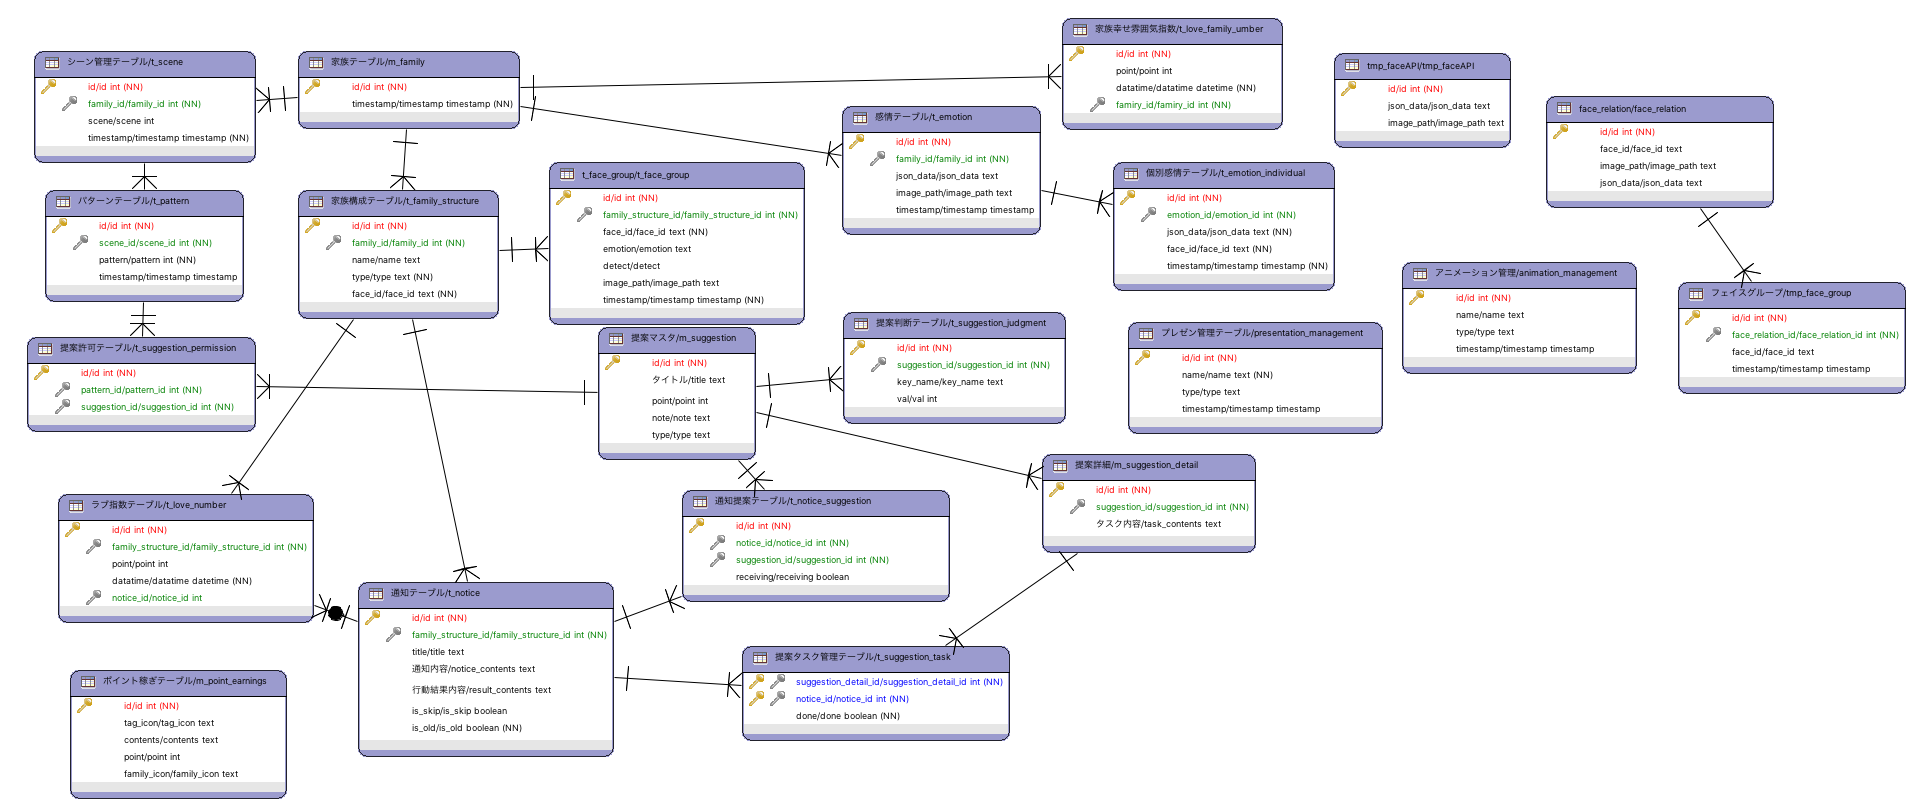 シーン管理テーブル/t_scene
id/id int (NN)
family_id/family_id int (NN)
scene/scene int
timestamp/timestamp timestamp (NN)
家族テーブル/m_family
id/id int (NN)
timestamp/timestamp timestamp (NN)
家族幸せ雰囲気指数/t_love_family_umber
id/id int (NN)
point/point int
datatime/datatime datetime (NN)
famiry_id/famiry_id int (NN)
tmp_faceAPI/tmp_faceAPI
id/id int (NN)
json_data/json_data text
image_path/image_path text
face_relation/face_relation
id/id int (NN)
face_id/face_id text
image_path/image_path text
json_data/json_data text
感情テーブル/t_emotion
id/id int (NN)
family_id/family_id int (NN)
json_data/json_data text
image_path/image_path text
timestamp/timestamp timestamp
パターンテーブル/t_pattern
id/id int (NN)
scene_id/scene_id int (NN)
pattern/pattern int (NN)
timestamp/timestamp timestamp
家族構成テーブル/t_family_structure
id/id int (NN)
family_id/family_id int (NN)
name/name text
type/type text (NN)
face_id/face_id text (NN)
t_face_group/t_face_group
id/id int (NN)
family_structure_id/family_structure_id int (NN)
face_id/face_id text (NN)
emotion/emotion text
detect/detect
image_path/image_path text
timestamp/timestamp timestamp (NN)
個別感情テーブル/t_emotion_individual
id/id int (NN)
emotion_id/emotion_id int (NN)
json_data/json_data text (NN)
face_id/face_id text (NN)
timestamp/timestamp timestamp (NN)
アニメーション管理/animation_management
id/id int (NN)
name/name text
type/type text
timestamp/timestamp timestamp
フェイスグループ/tmp_face_group
id/id int (NN)
face_relation_id/face_relation_id int (NN)
face_id/face_id text
timestamp/timestamp timestamp
提案許可テーブル/t_suggestion_permission
id/id int (NN)
pattern_id/pattern_id int (NN)
suggestion_id/suggestion_id int (NN)
提案マスタ/m_suggestion
id/id int (NN)
タイトル/title text
point/point int
note/note text
type/type text
提案判断テーブル/t_suggestion_judgment
id/id int (NN)
suggestion_id/suggestion_id int (NN)
key_name/key_name text
val/val int
プレゼン管理テーブル/presentation_management
id/id int (NN)
name/name text (NN)
type/type text
timestamp/timestamp timestamp
提案詳細/m_suggestion_detail
id/id int (NN)
suggestion_id/suggestion_id int (NN)
タスク内容/task_contents text
ラブ指数テーブル/t_love_number
id/id int (NN)
family_structure_id/family_structure_id int (NN)
point/point int
datatime/datatime datetime (NN)
notice_id/notice_id int
通知提案テーブル/t_notice_suggestion
id/id int (NN)
notice_id/notice_id int (NN)
suggestion_id/suggestion_id int (NN)
receiving/receiving boolean
通知テーブル/t_notice
id/id int (NN)
family_structure_id/family_structure_id int (NN)
title/title text
通知内容/notice_contents text
行動結果内容/result_contents text
is_skip/is_skip boolean
is_old/is_old boolean (NN)
提案タスク管理テーブル/t_suggestion_task
suggestion_detail_id/suggestion_detail_id int (NN)
notice_id/notice_id int (NN)
done/done boolean (NN)
ポイント稼ぎテーブル/m_point_earnings
id/id int (NN)
tag_icon/tag_icon text
contents/contents text
point/point int
family_icon/family_icon text